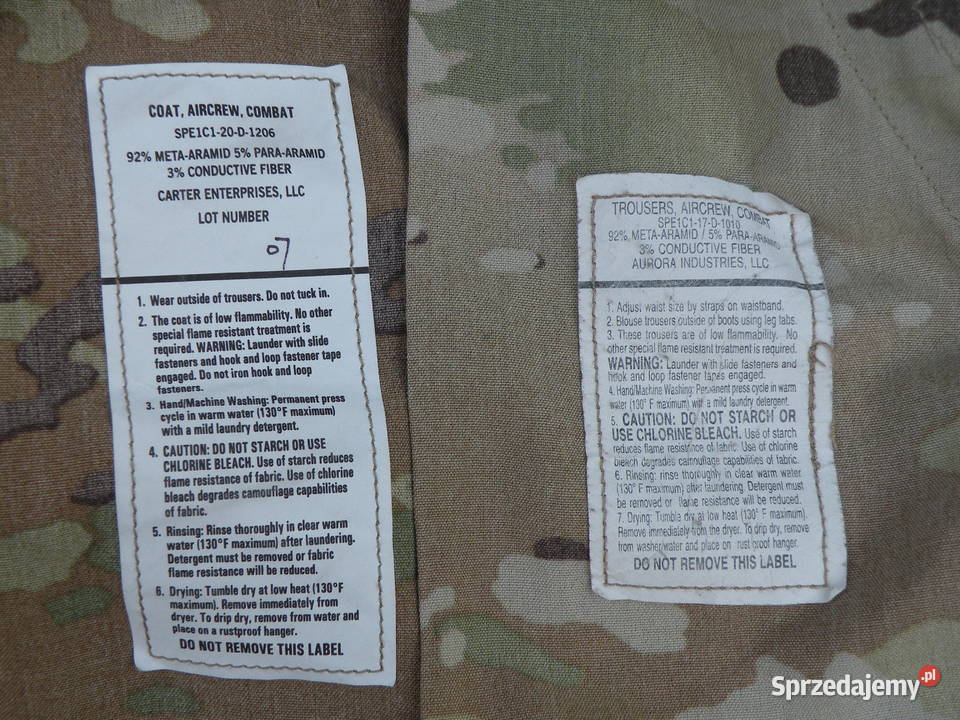 COAT, AIRCREW, COMBAT
SPE1C1-20-D-1206
92% META-ARAMID 5% PARA-ARAMID
3% CONDUCTIVE FIBER
CARTER ENTERPRISES, LLC
LOT NUMBER
07
1. Wear outside of trousers. Do not tuck in.
2. The coat is of low flammability. No other
special flame resistant treatment is
required. WARNING: Launder with slide
fasteners and hook and loop fastener tape
engaged. Do not iron hook and loop
fasteners.
3. Hand/Machine Washing: Permanent press
cycle in warm water (130°F maximum)
with a mild laundry detergent.
4. CAUTION: DO NOT STARCH OR USE
CHLORINE BLEACH. Use of starch reduces
flame resistance of fabric. Use of chlorine
bleach degrades camouflage capabilities
of fabric.
5. Rinsing: Rinse thoroughly in clear warm
water (130°F maximum) after laundering.
Detergent must be removed or fabric
flame resistance will be reduced.
6. Drying: Tumble dry at low heat (130°F
maximum). Remove immediately from
dryer. To drip dry, remove from water and
place on a rustproof hanger.
DO NOT REMOVE THIS LABEL
TROUSERS, AIRCREW, COMBAT
SPE1C1-17-D-1010
92% META-ARAMID / 5% PARA-ARAMID
3% CONDUCTIVE FIBER
AURORA INDUSTRIES, LLC
1. Adjust waist size by straps on waistband.
2. Blouse trousers outside of boots using leg tabs.
3. These trousers are of low flammability. No
other special flame resistant treatment is required.
WARNING: Launder with slide fasteners and
hook and loop fastener tapes engaged.
4. Hand/Machine Washing: Permanent press cycle in warm
water (130° F maximum) with a mild laundry detergent.
5. CAUTION: DO NOT STARCH OR
USE CHLORINE BLEACH. Use of starch
reduces flame resistance of fabric. Use of chlorine
bleach degrades camouflage capabilities of fabric.
6. Rinsing: rinse thoroughly in clear warm water
(130° F maximum) after laundering. Detergent must
be removed or flame resistance will be reduced.
7. Drying: Tumble dry at low heat (130° F maximum).
Remove immediately from the dryer. To drip dry, remove
from washer/water and place on rust proof hanger.
DO NOT REMOVE THIS LABEL
Sprzedajemy.pl